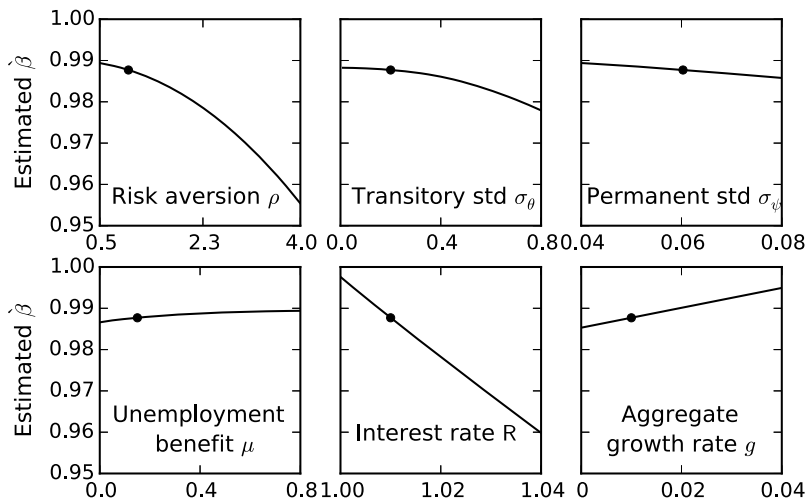 1.00
0.99
0.98
0.97
0.96
0.95
Estimated β̀
Risk aversion ρ
0.5 2.3 4.0
Transitory std σ_θ
0.0 0.4 0.8
Permanent std σ_ψ
0.04 0.06 0.08
1.00
0.99
0.98
0.97
0.96
0.95
Estimated β̀
Unemployment
benefit μ
0.0 0.4 0.8
Interest rate R
1.00 1.02 1.04
Aggregate
growth rate g
0.00 0.02 0.04